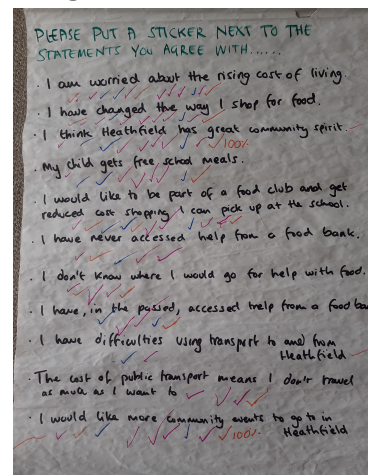 PLEASE PUT A STICKER NEXT TO THE
STATEMENTS YOU AGREE WITH......
· I am worried about the rising cost of living.
· I have changed the way I shop for food.
· I think Heathfield has great community spirit.
100%
· My child gets free school meals.
· I would like to be part of a food club and get
reduced cost shopping I can pick up at the school.
· I have never accessed help from a food bank.
· I don't know where I would go for help with food.
· I have, in the passed, accessed help from a food ba
· I have difficulties using transport to and from
Heathfield
· The cost of public transport means I don't travel
as much as I want to
· I would like more community events to go to in
100% Heathfield